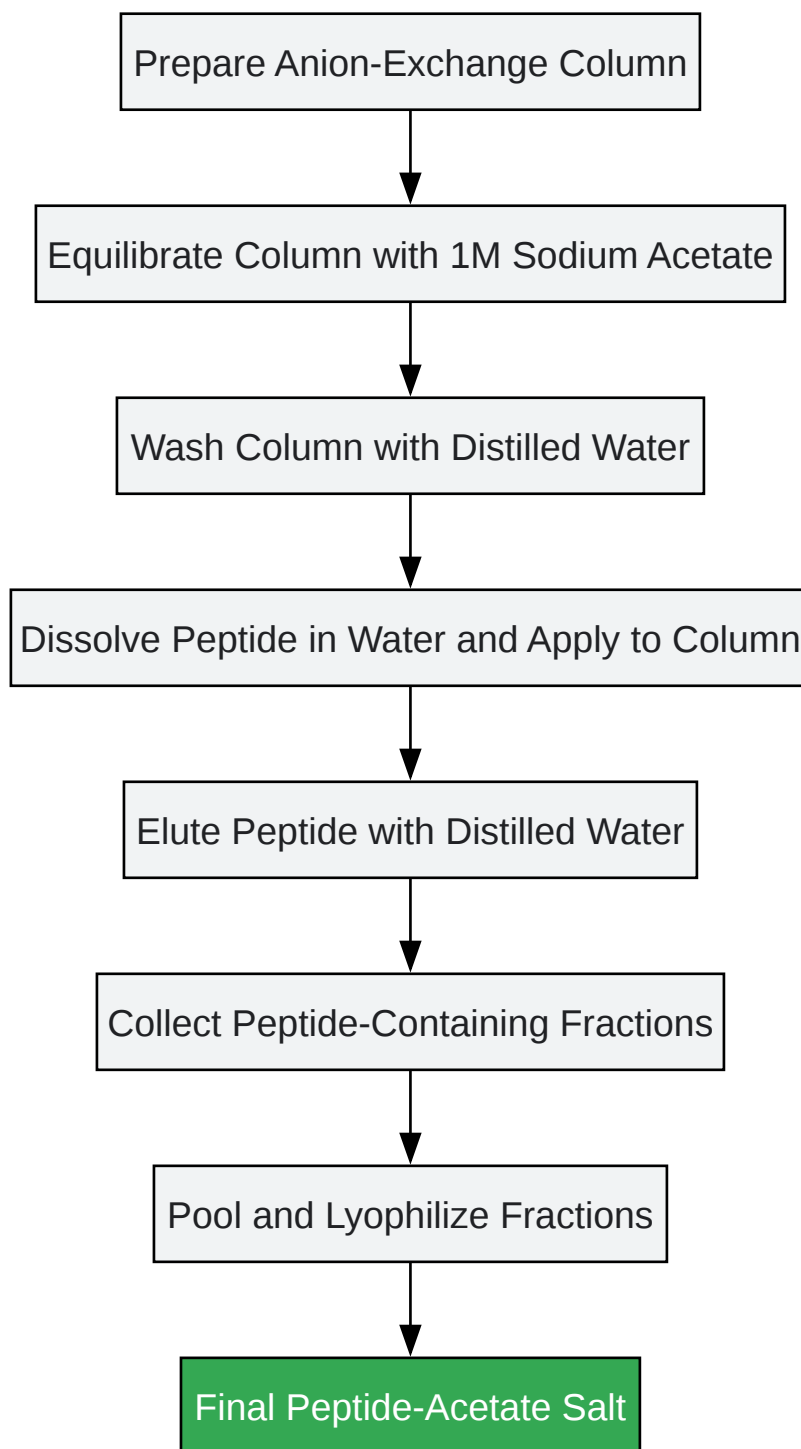 Prepare Anion-Exchange Column
Equilibrate Column with 1M Sodium Acetate
Wash Column with Distilled Water
Dissolve Peptide in Water and Apply to Column
Elute Peptide with Distilled Water
Collect Peptide-Containing Fractions
Pool and Lyophilize Fractions
Final Peptide-Acetate Salt